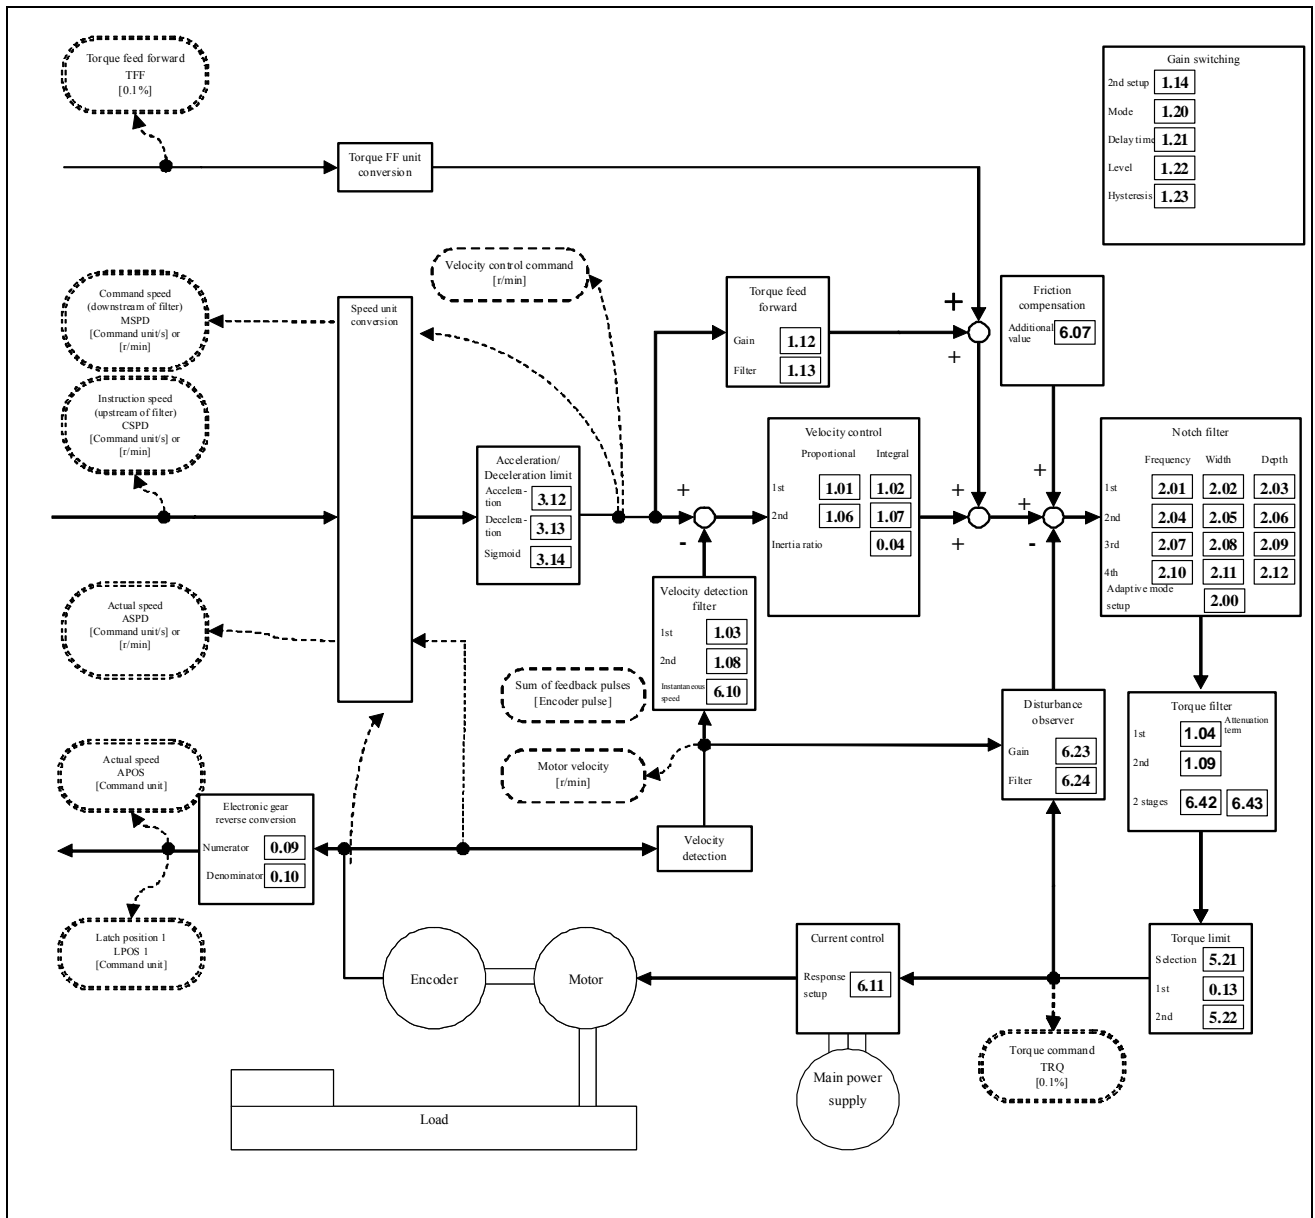 Torque feed forward
TFF
[0.1%]
Torque FF unit
conversion
Gain switching
2nd setup 1.14
Mode 1.20
Delay time 1.21
Level 1.22
Hysteresis 1.23
Command speed
(downstream of filter)
MSPD
[Command unit/s] or
[r/min]
Instruction speed
(upstream of filter)
CSPD
[Command unit/s] or
[r/min]
Speed unit
conversion
Velocity control command
[r/min]
Acceleration/
Deceleration limit
Accelera-
tion 3.12
Decelera-
tion 3.13
Sigmoid 3.14
Torque feed
forward
Gain 1.12
Filter 1.13
+
+
Friction
compensation
Additional
value 6.07
+
-
Velocity control
Proportional Integral
1st 1.01 1.02
2nd 1.06 1.07
Inertia ratio 0.04
+
+
+
+
-
Notch filter
Frequency Width Depth
1st 2.01 2.02 2.03
2nd 2.04 2.05 2.06
3rd 2.07 2.08 2.09
4th 2.10 2.11 2.12
Adaptive mode
setup 2.00
Actual speed
ASPD
[Command unit/s] or
[r/min]
Velocity detection
filter
1st 1.03
2nd 1.08
Instantaneous
speed 6.10
Sum of feedback pulses
[Encoder pulse]
Motor velocity
[r/min]
Disturbance
observer
Gain 6.23
Filter 6.24
Torque filter
1st 1.04 Attenuation
term
2nd 1.09
2 stages 6.42 6.43
Actual speed
APOS
[Command unit]
Electronic gear
reverse conversion
Numerator 0.09
Denominator 0.10
Velocity
detection
Latch position 1
LPOS 1
[Command unit]
Encoder
Motor
Current control
Response
setup 6.11
Torque limit
Selection 5.21
1st 0.13
2nd 5.22
Main power
supply
Torque command
TRQ
[0.1%]
Load